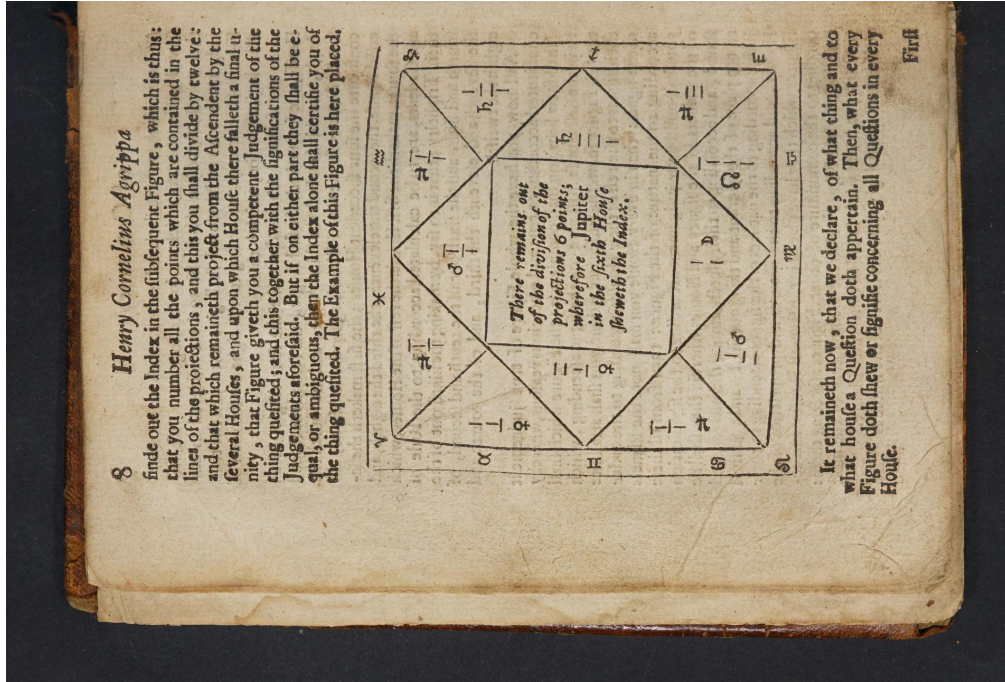 8 Henry Cornelius Agrippa
finde out the Index in the ſubſequent Figure, which is thus:
that you number all the points which are contained in the
lines of the projections, and this you ſhall divide by twelve:
and that which remaineth project from the Aſcendent by the
ſeveral Houſes, and upon which Houſe there falleth a final u-
nity, that Figure giveth you a competent Judgement of the
thing queſited; and this together with the ſignifications of the
Judgements aforeſaid. But if on either part they ſhall be e-
qual, or ambiguous, then the Index alone ſhall certifie you of
the thing queſited. The Example of this Figure is here placed.
♒ ♑
♓ ♐
♈ ♏
♉ ♎
♊ ♍
♋ ♌
There remains out
of the diviſion of the
projections 6 points;
wherefore Jupiter
in the ſixth Houſe
ſheweth the Index.
It remaineth now, that we declare, of what thing and to
what houſe a Queſtion doth appertain. Then, what every
Figure doth ſhew or ſignifie concerning all Queſtions in every
Houſe.
Firſt